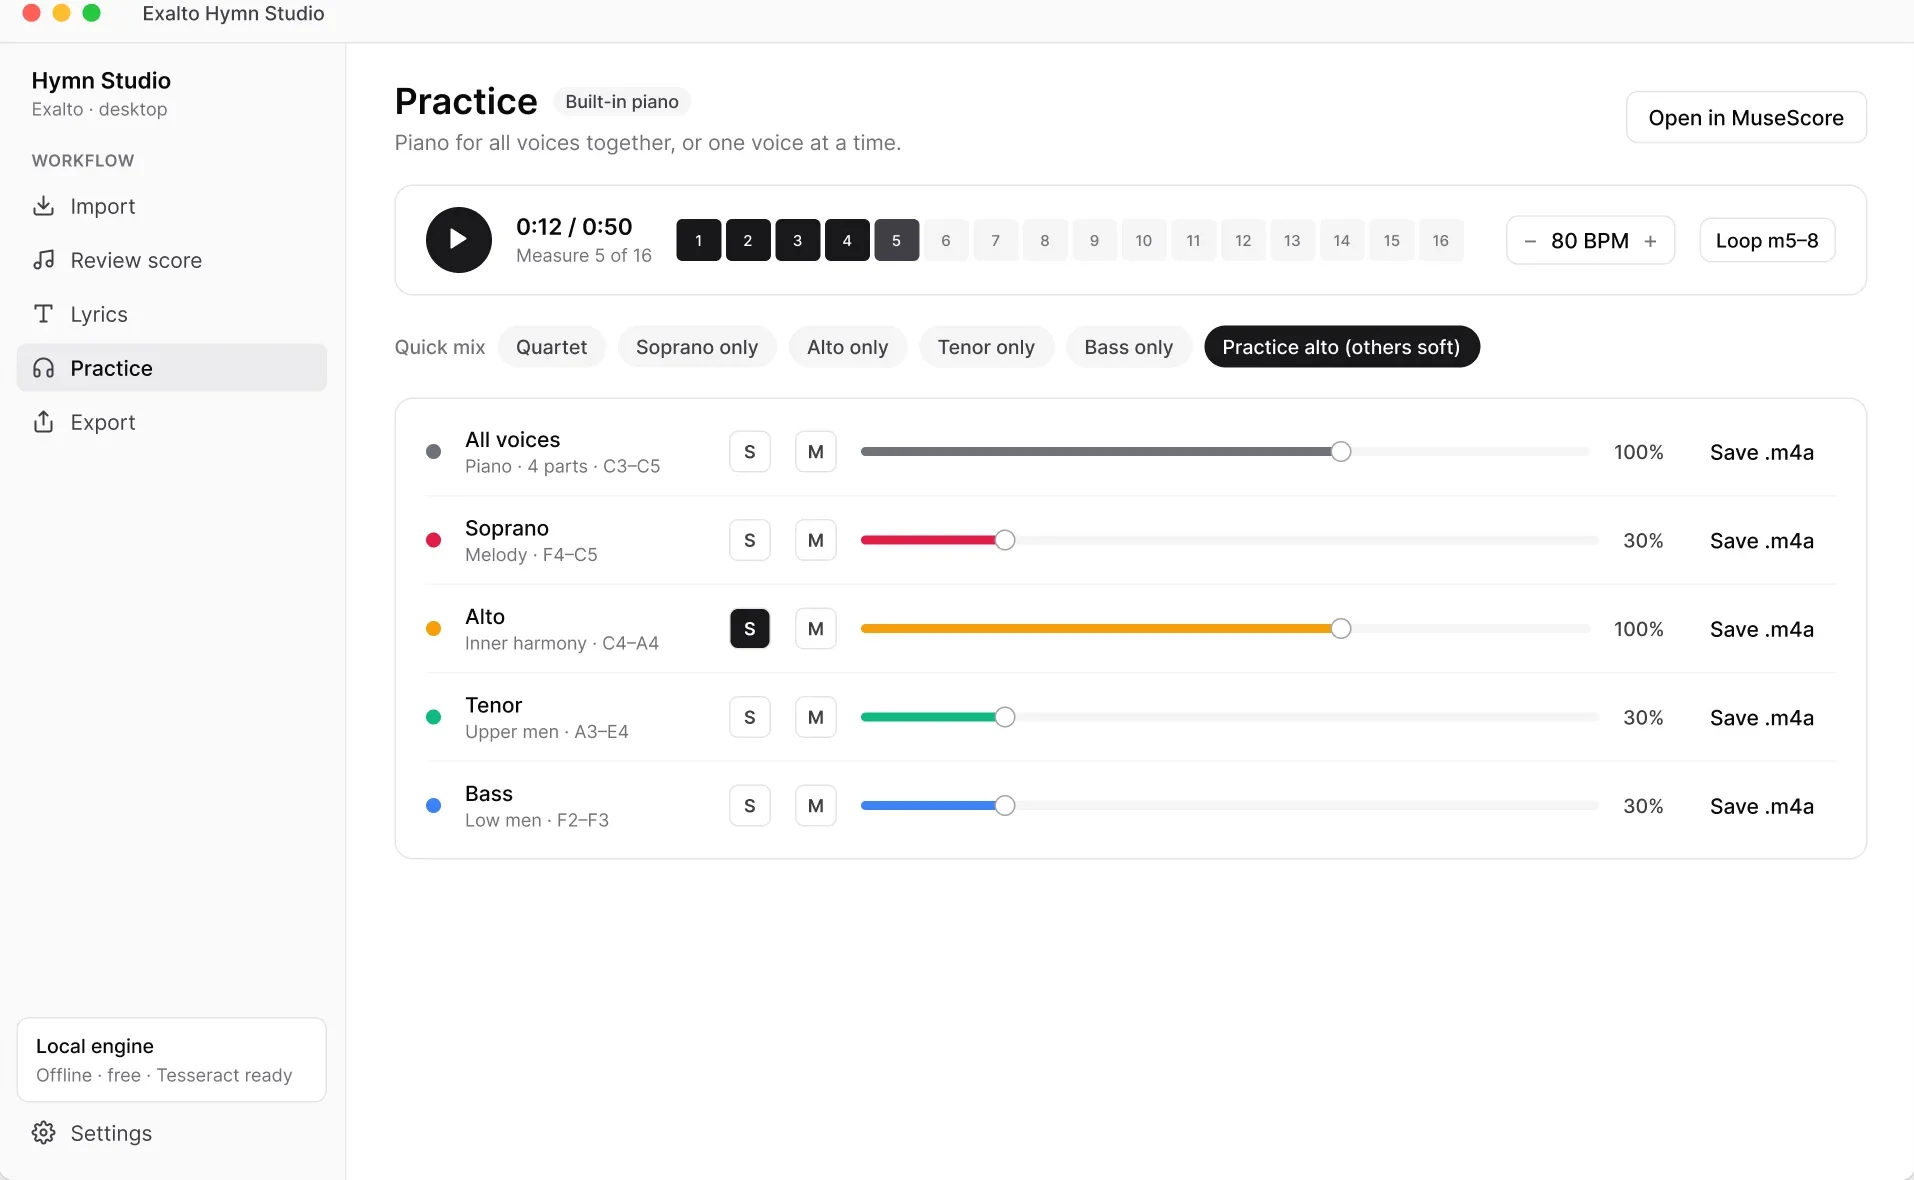 Exalto Hymn Studio
Hymn Studio
Exalto · desktop
WORKFLOW
Import
Review score
Lyrics
Practice
Export
Local engine
Offline · free · Tesseract ready
Settings
Practice
Built-in piano
Piano for all voices together, or one voice at a time.
Open in MuseScore
0:12 / 0:50
Measure 5 of 16
1 2 3 4 5 6 7 8 9 10 11 12 13 14 15 16
− 80 BPM +
Loop m5–8
Quick mix Quartet Soprano only Alto only Tenor only Bass only Practice alto (others soft)
All voices
Piano · 4 parts · C3–C5
S M 100% Save .m4a
Soprano
Melody · F4–C5
S M 30% Save .m4a
Alto
Inner harmony · C4–A4
S M 100% Save .m4a
Tenor
Upper men · A3–E4
S M 30% Save .m4a
Bass
Low men · F2–F3
S M 30% Save .m4a